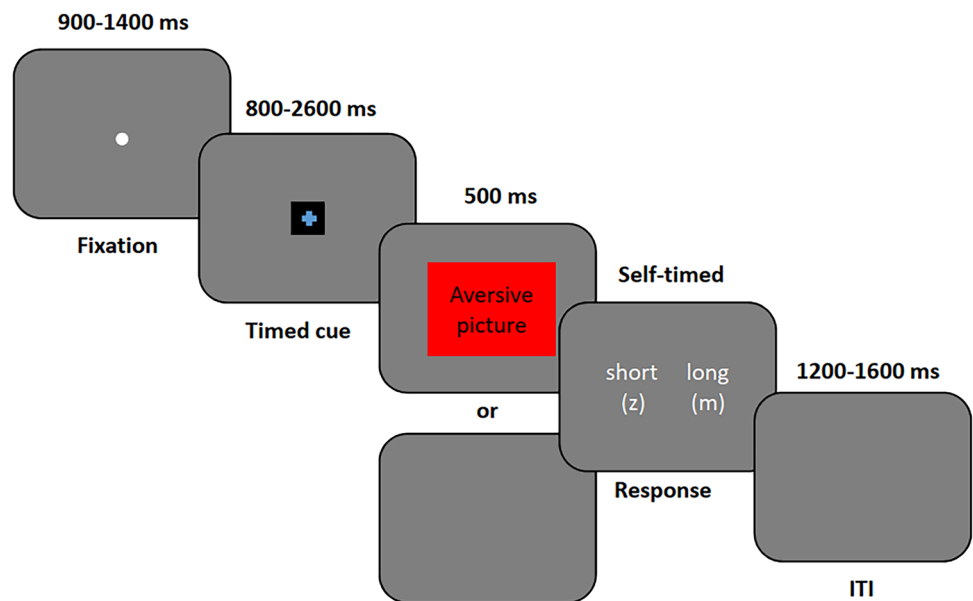 900-1400 ms
Fixation
800-2600 ms
Timed cue
500 ms
Aversive
picture
or
Self-timed
short long
(z) (m)
Response
1200-1600 ms
ITI